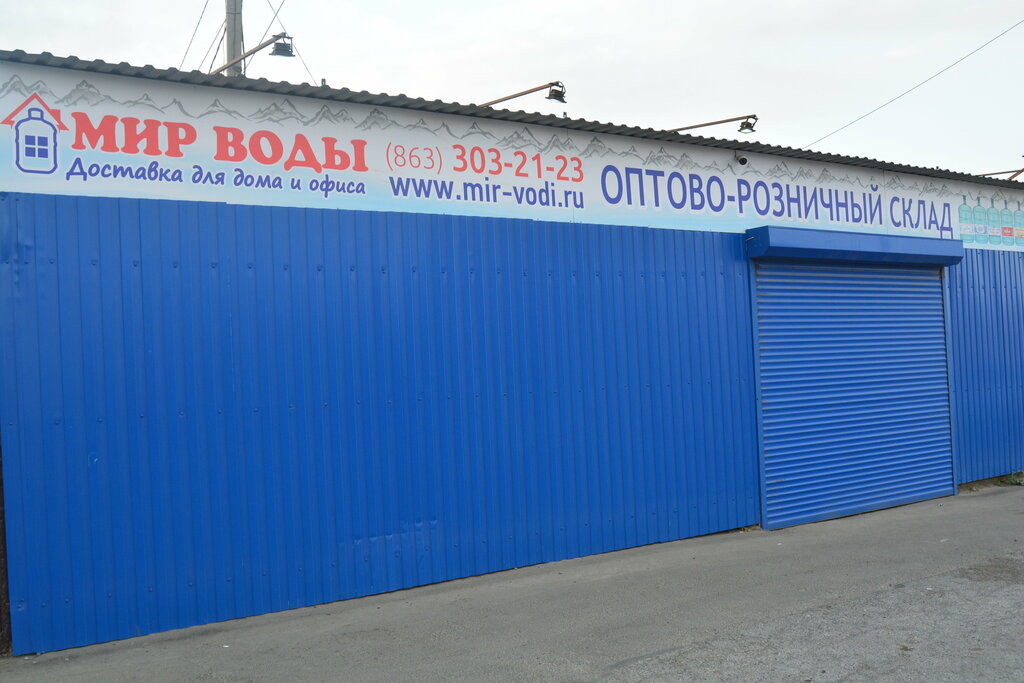 МИР ВОДЫ
Доставка для дома и офиса
(863) 303-21-23
www.mir-vodi.ru
ОПТОВО-РОЗНИЧНЫЙ СКЛАД